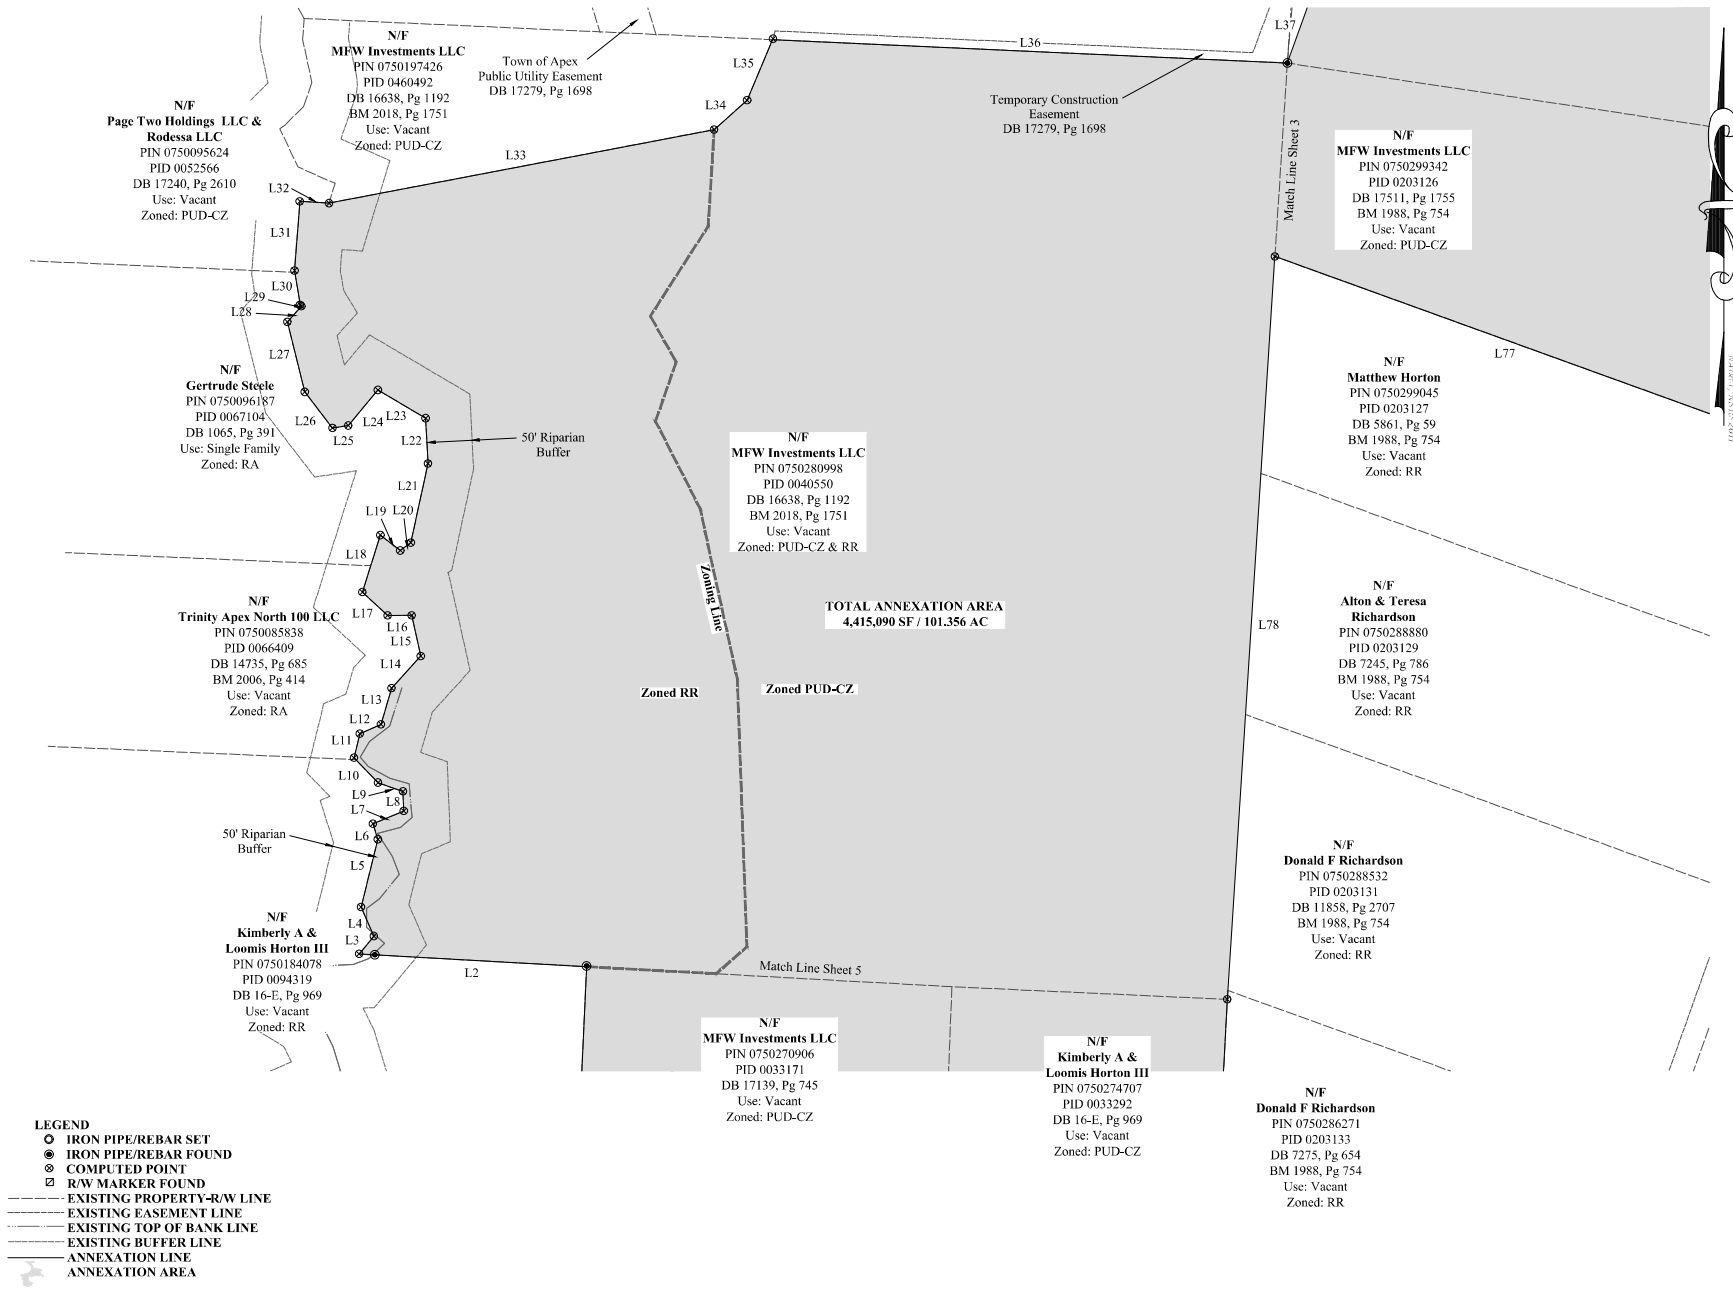 N/F
MFW Investments LLC
PIN 0750197426
PID 0460492
DB 16638, Pg 1192
BM 2018, Pg 1751
Use: Vacant
Zoned: PUD-CZ
Town of Apex
Public Utility Easement
DB 17279, Pg 1698
L35
L34
L36
L37
Temporary Construction
Easement
DB 17279, Pg 1698
Match Line Sheet 3
N/F
Page Two Holdings LLC &
Rodessa LLC
PIN 0750095624
PID 0052566
DB 17240, Pg 2610
Use: Vacant
Zoned: PUD-CZ
L33
L32
L31
L30
L29
L28
L27
N/F
MFW Investments LLC
PIN 0750299342
PID 0203126
DB 17511, Pg 1755
BM 1988, Pg 754
Use: Vacant
Zoned: PUD-CZ
L77
N/F
Gertrude Steele
PIN 0750096187
PID 0067104
DB 1065, Pg 391
Use: Single Family
Zoned: RA
L26
L25
L24
L23
L22
50' Riparian
Buffer
L21
L20
L19
L18
N/F
Matthew Horton
PIN 0750299045
PID 0203127
DB 5861, Pg 59
BM 1988, Pg 754
Use: Vacant
Zoned: RR
N/F
MFW Investments LLC
PIN 0750280998
PID 0040550
DB 16638, Pg 1192
BM 2018, Pg 1751
Use: Vacant
Zoned: PUD-CZ & RR
Zoning Line
TOTAL ANNEXATION AREA
4,415,090 SF / 101.356 AC
Zoned RR
Zoned PUD-CZ
L78
N/F
Alton & Teresa
Richardson
PIN 0750288880
PID 0203129
DB 7245, Pg 786
BM 1988, Pg 754
Use: Vacant
Zoned: RR
N/F
Trinity Apex North 100 LLC
PIN 0750085838
PID 0066409
DB 14735, Pg 685
BM 2006, Pg 414
Use: Vacant
Zoned: RA
L17
L16
L15
L14
L13
L12
L11
L10
L9
L8
L7
L6
L5
50' Riparian
Buffer
L4
L3
L2
Match Line Sheet 5
N/F
Donald F Richardson
PIN 0750288532
PID 0203131
DB 11858, Pg 2707
BM 1988, Pg 754
Use: Vacant
Zoned: RR
N/F
Kimberly A &
Loomis Horton III
PIN 0750184078
PID 0094319
DB 16-E, Pg 969
Use: Vacant
Zoned: RR
N/F
MFW Investments LLC
PIN 0750270906
PID 0033171
DB 17139, Pg 745
Use: Vacant
Zoned: PUD-CZ
N/F
Kimberly A &
Loomis Horton III
PIN 0750274707
PID 0033292
DB 16-E, Pg 969
Use: Vacant
Zoned: PUD-CZ
N/F
Donald F Richardson
PIN 0750286271
PID 0203133
DB 7275, Pg 654
BM 1988, Pg 754
Use: Vacant
Zoned: RR
LEGEND
IRON PIPE/REBAR SET
IRON PIPE/REBAR FOUND
COMPUTED POINT
R/W MARKER FOUND
EXISTING PROPERTY-R/W LINE
EXISTING EASEMENT LINE
EXISTING TOP OF BANK LINE
EXISTING BUFFER LINE
ANNEXATION LINE
ANNEXATION AREA